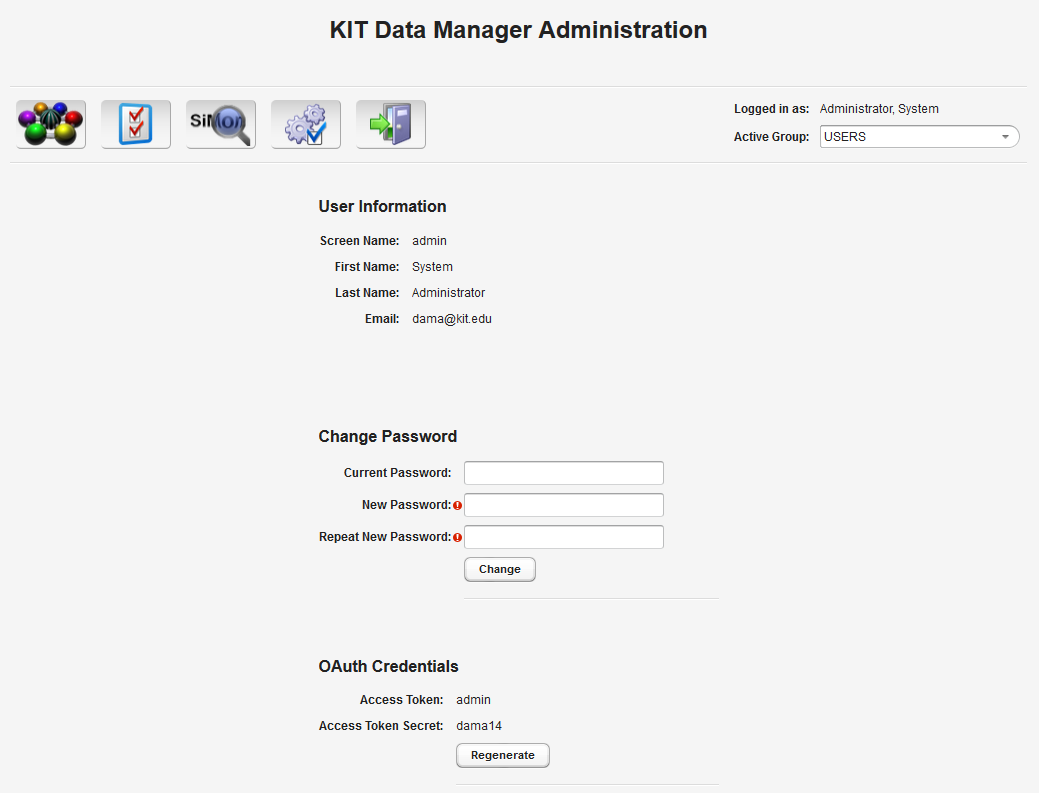 KIT Data Manager Administration
SiMon
Logged in as: Administrator, System
Active Group: USERS
User Information
Screen Name: admin
First Name: System
Last Name: Administrator
Email: dama@kit.edu
Change Password
Current Password:
New Password:
Repeat New Password:
Change
OAuth Credentials
Access Token: admin
Access Token Secret: dama14
Regenerate